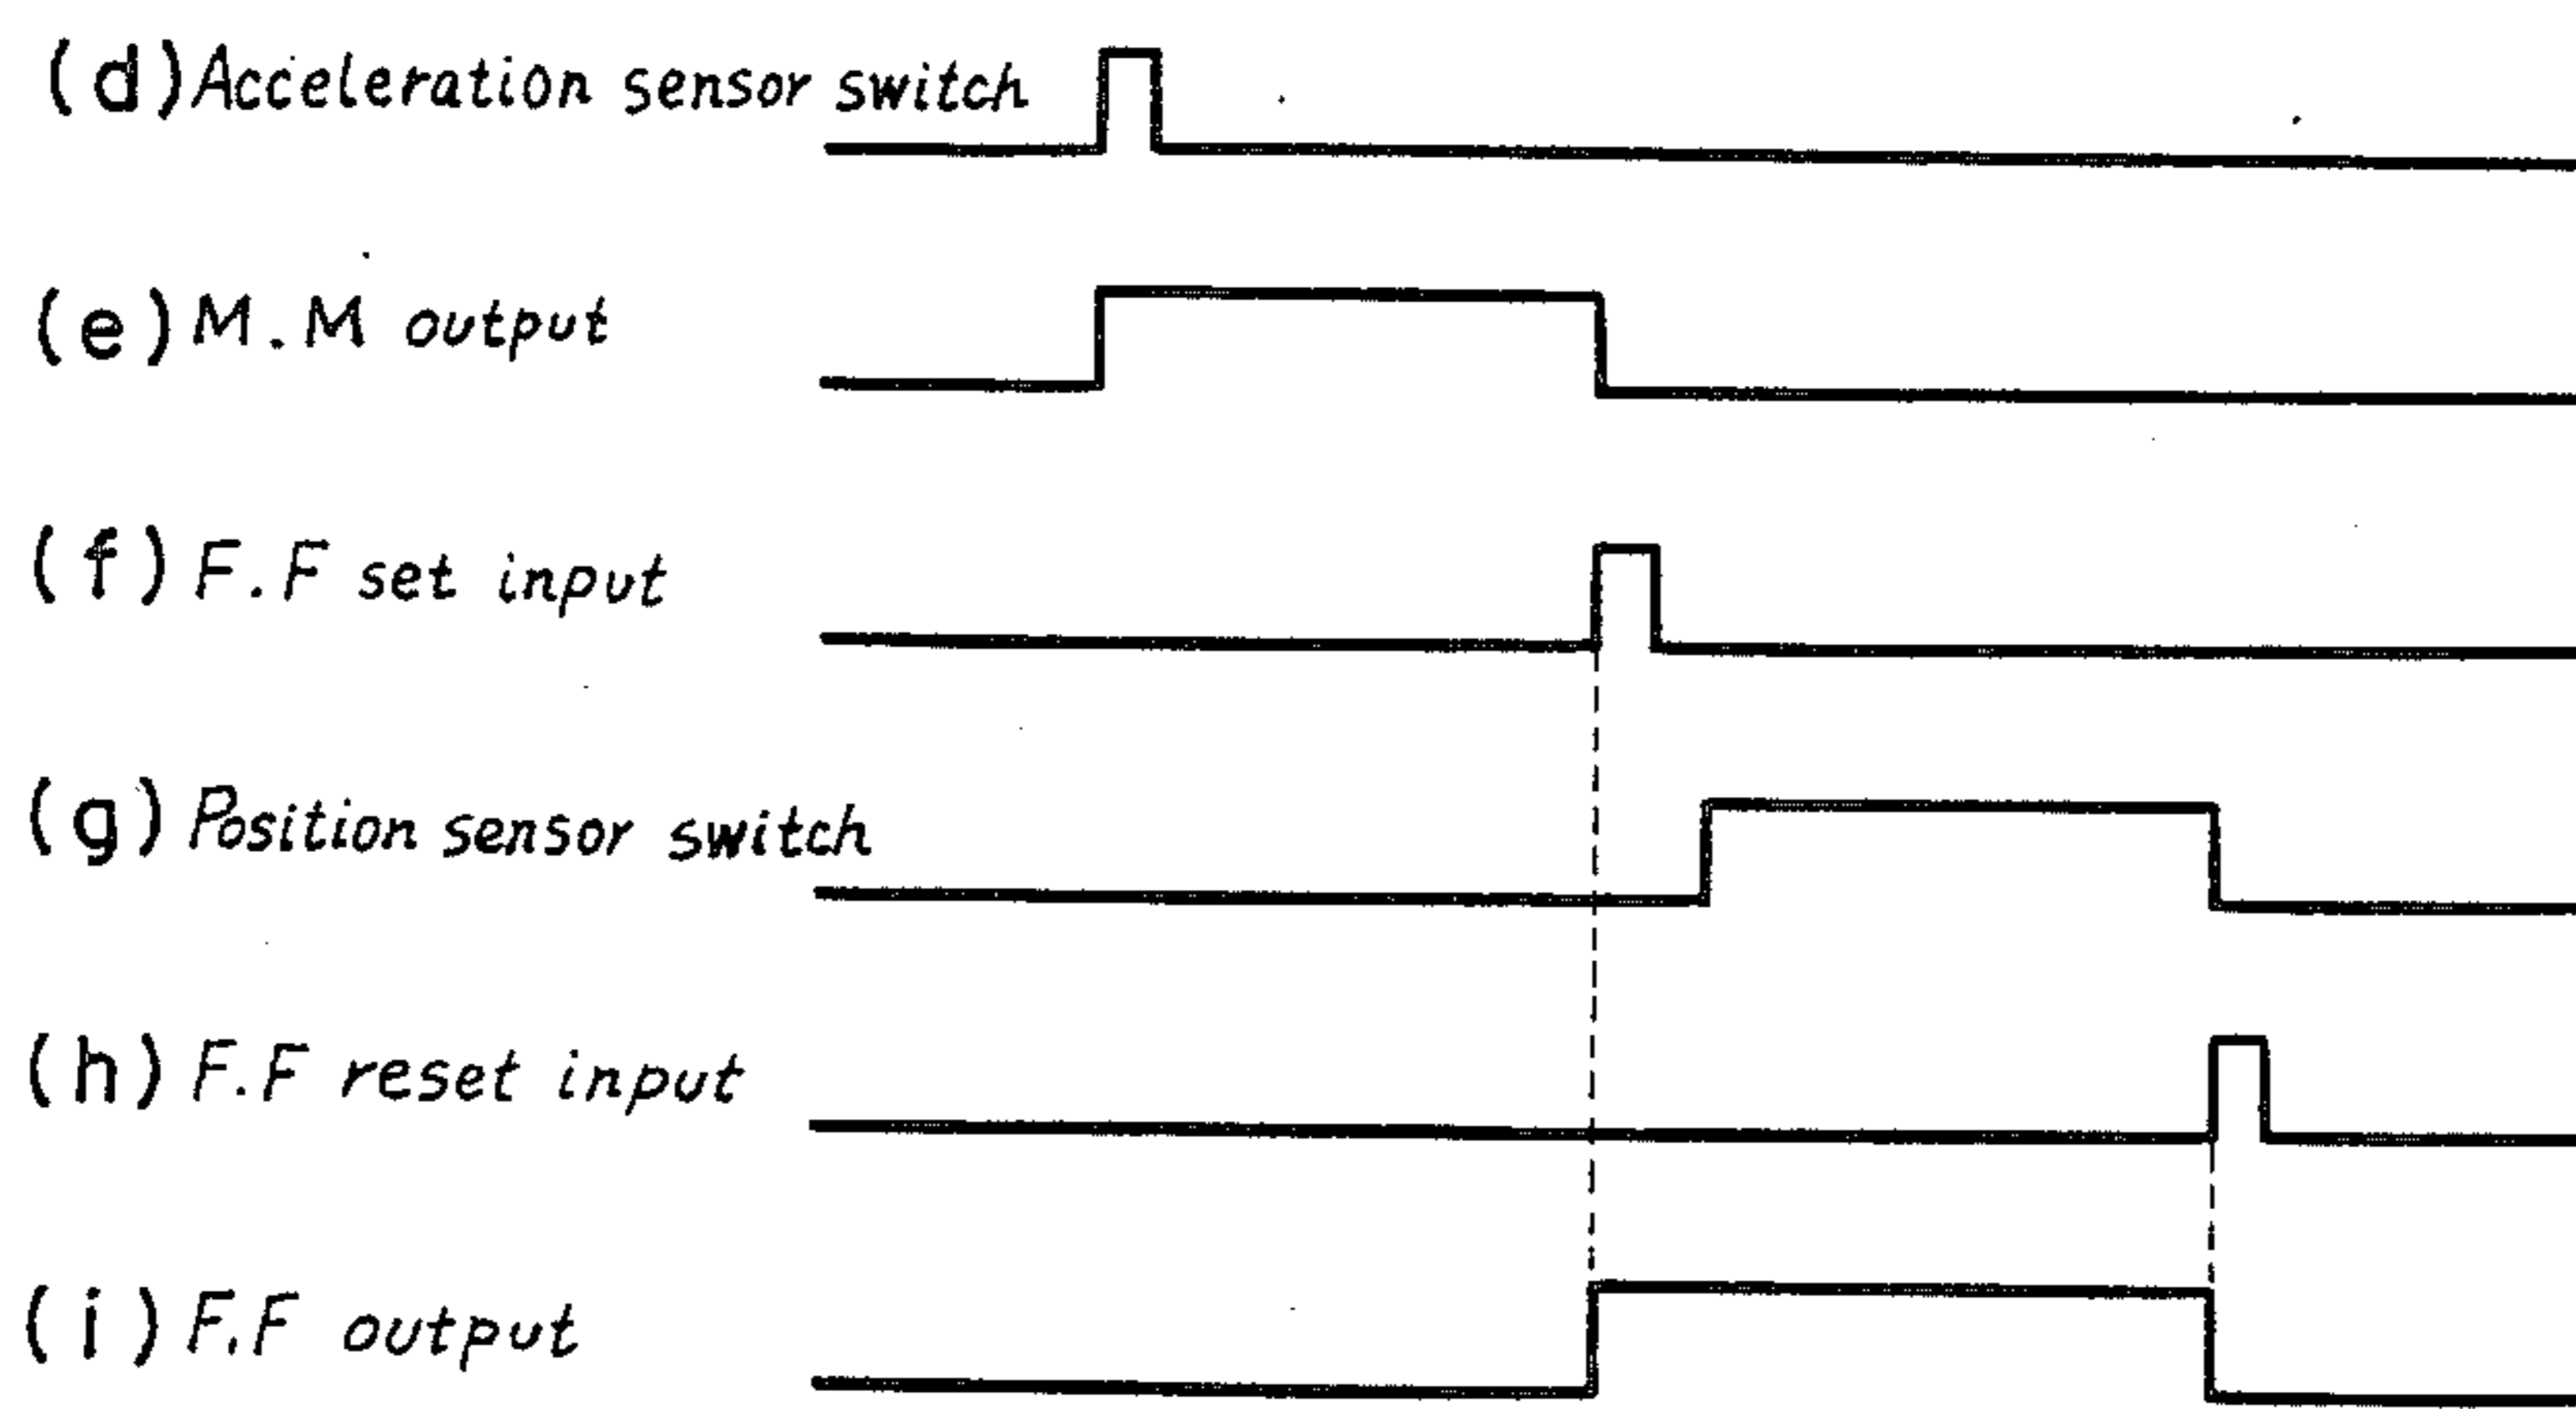 (d) Acceleration sensor switch
(e) M.M output
(f) F.F set input
(g) Position sensor switch
(h) F.F reset input
(i) F.F output